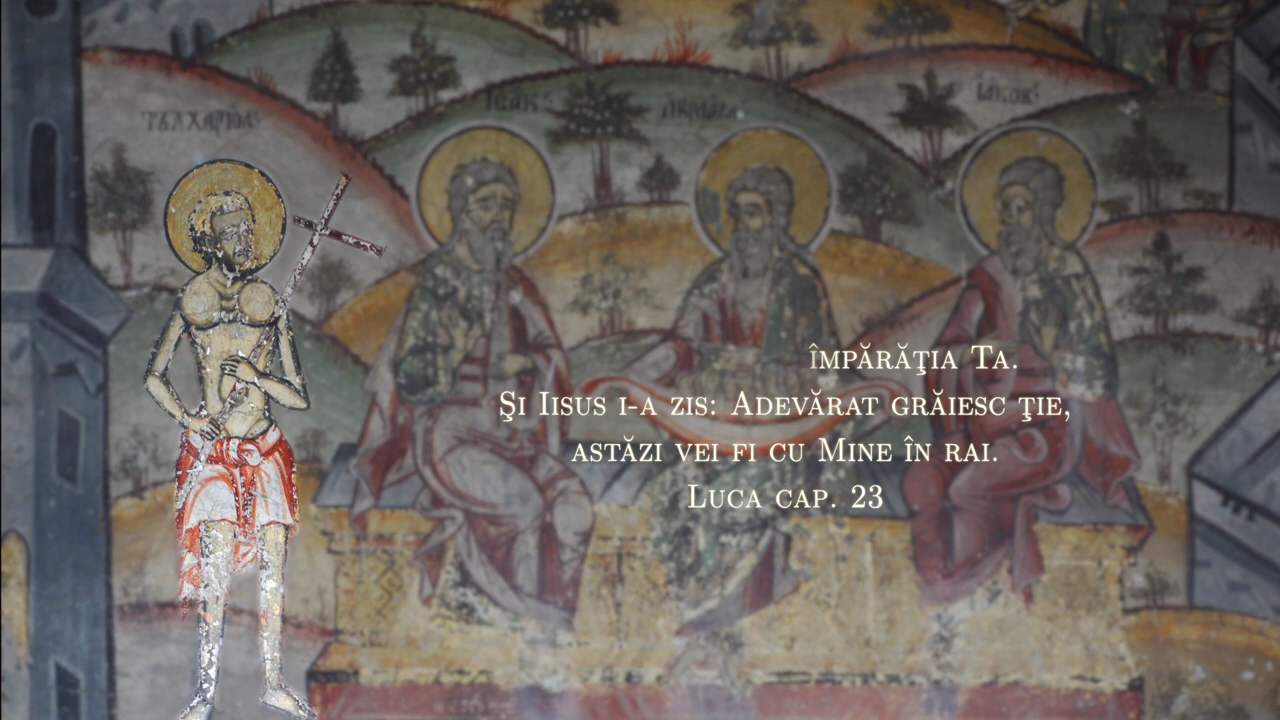 ÎMPĂRĂŢIA TA.
ŞI IISUS I-A ZIS: ADEVĂRAT GRĂIESC ŢIE,
ASTĂZI VEI FI CU MINE ÎN RAI.
LUCA CAP. 23